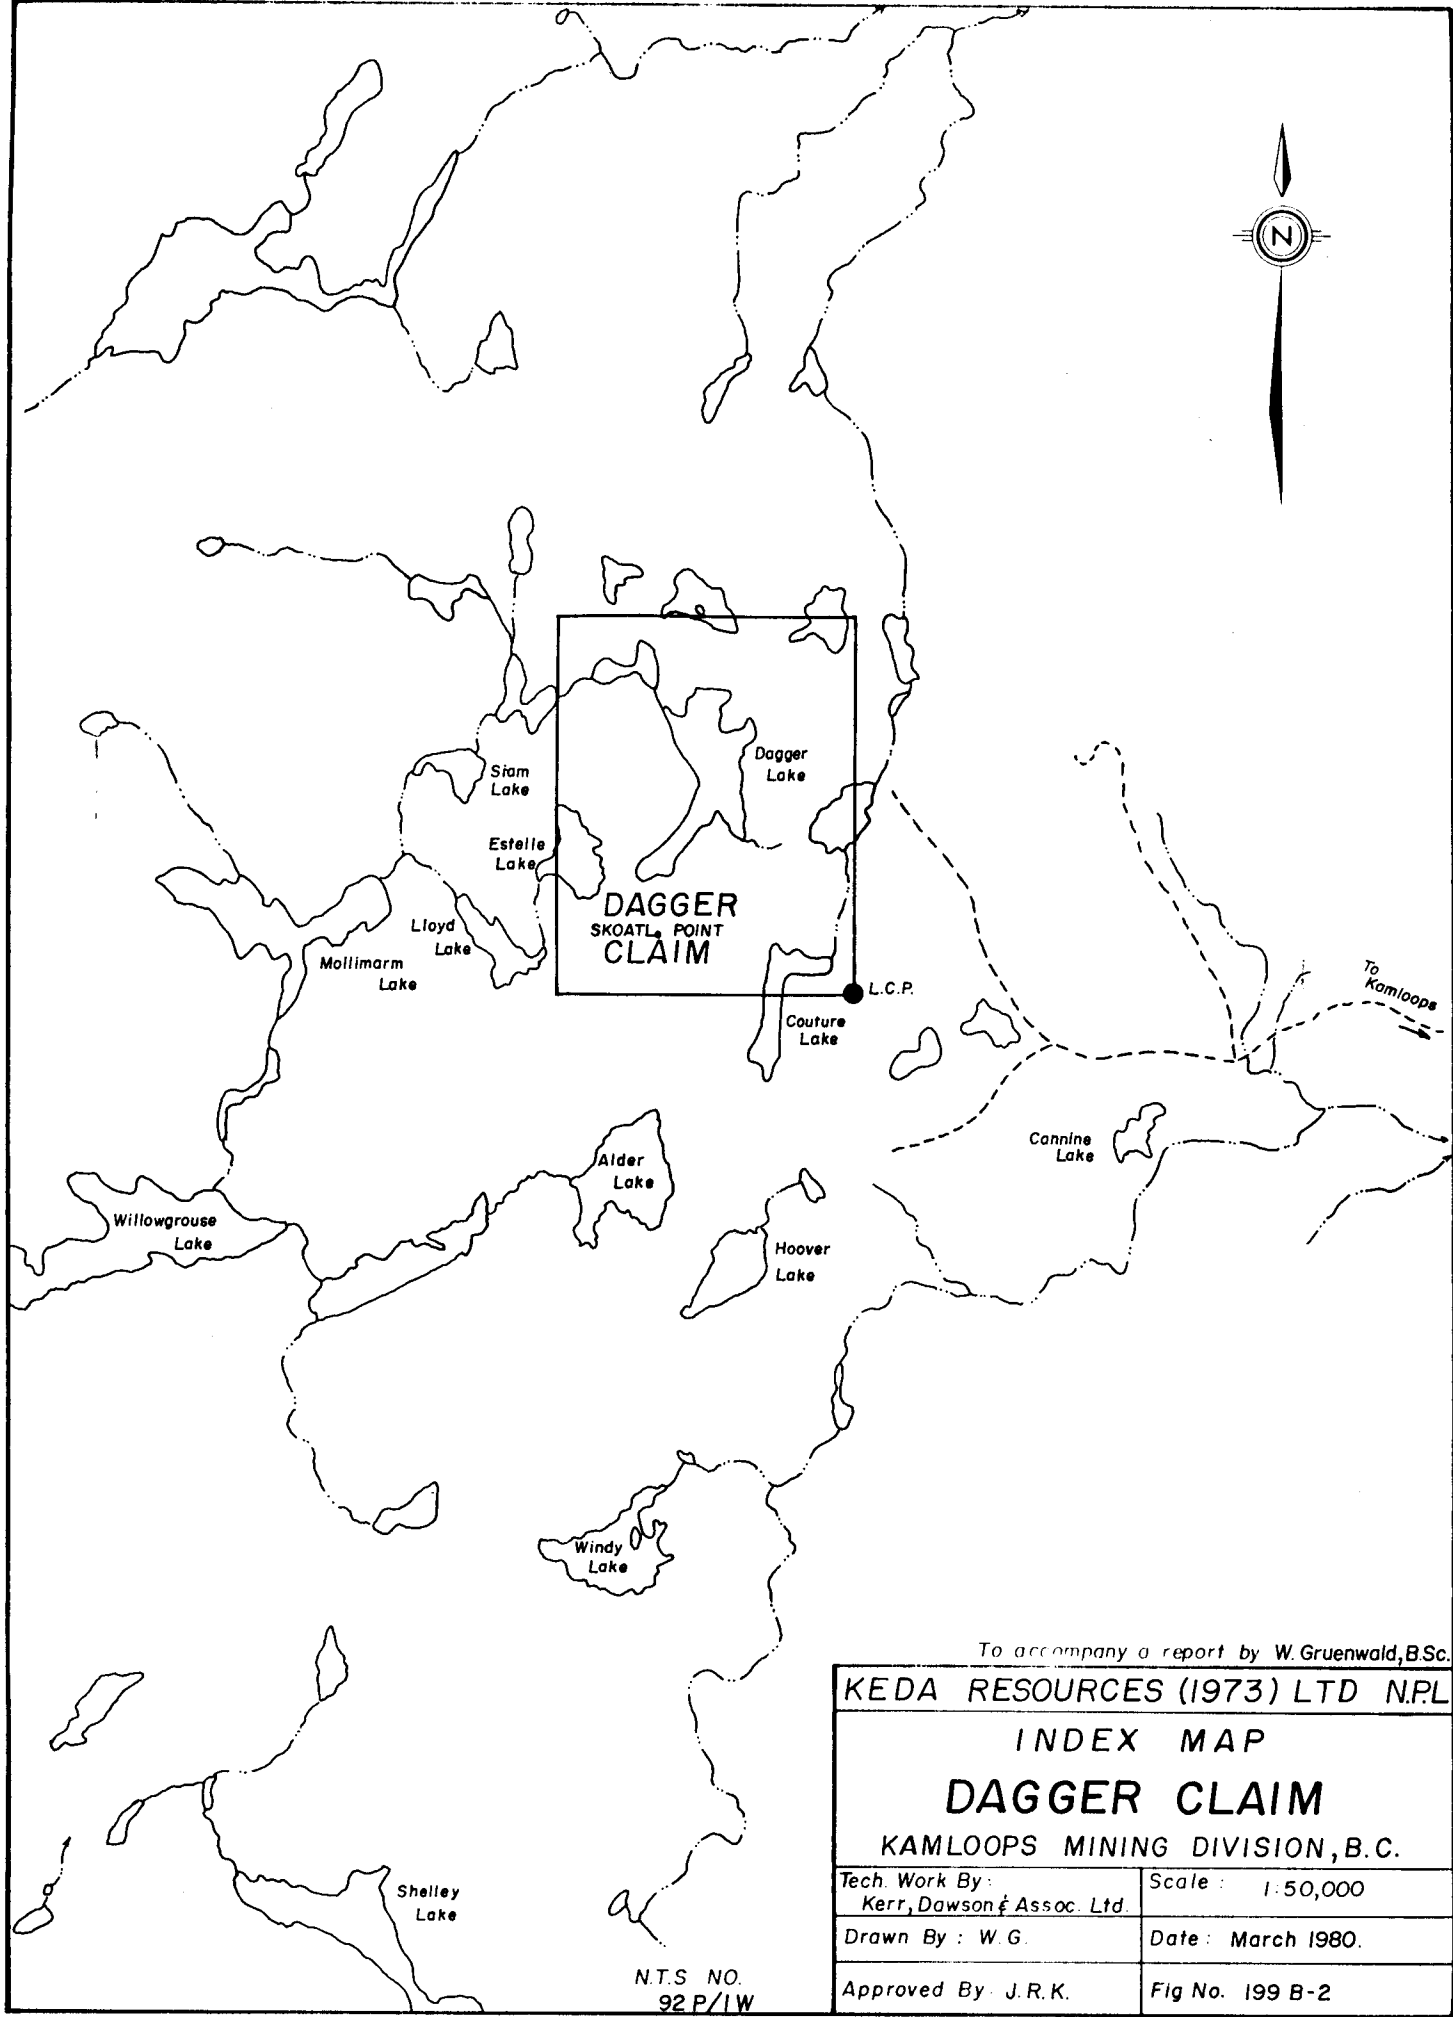 N
Dagger
Lake
Siam
Lake
Estelle
Lake
DAGGER
SKOATL POINT
CLAIM
Lloyd
Lake
Mollimarm
Lake
L.C.P.
To
Kamloops
Couture
Lake
Cannine
Lake
Alder
Lake
Willowgrouse
Lake
Hoover
Lake
Windy
Lake
Shelley
Lake
N.T.S NO.
92 P/1W
To accompany a report by W. Gruenwald, B.Sc.
KEDA RESOURCES (1973) LTD N.P.L
INDEX MAP
DAGGER CLAIM
KAMLOOPS MINING DIVISION, B.C.
Tech. Work By :
Kerr, Dawson & Assoc. Ltd.
Scale : 1:50,000
Drawn By : W.G.
Date : March 1980.
Approved By J.R.K.
Fig No. 199 B-2